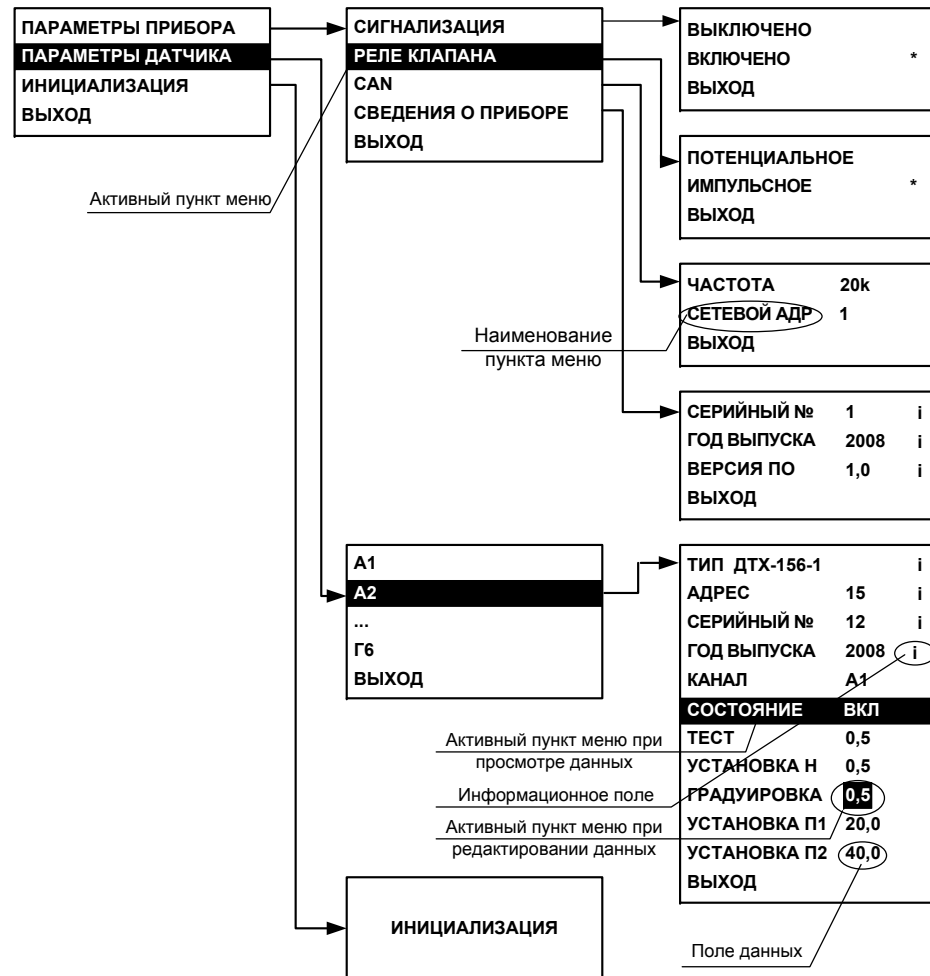 ПАРАМЕТРЫ ПРИБОРА
ПАРАМЕТРЫ ДАТЧИКА
ИНИЦИАЛИЗАЦИЯ
ВЫХОД
СИГНАЛИЗАЦИЯ
РЕЛЕ КЛАПАНА
CAN
СВЕДЕНИЯ О ПРИБОРЕ
ВЫХОД
ВЫКЛЮЧЕНО
ВКЛЮЧЕНО *
ВЫХОД
Активный пункт меню
ПОТЕНЦИАЛЬНОЕ
ИМПУЛЬСНОЕ *
ВЫХОД
ЧАСТОТА 20k
СЕТЕВОЙ АДР 1
ВЫХОД
Наименование
пункта меню
СЕРИЙНЫЙ № 1 i
ГОД ВЫПУСКА 2008 i
ВЕРСИЯ ПО 1,0 i
ВЫХОД
А1
А2
...
Г6
ВЫХОД
ТИП ДТХ-156-1 i
АДРЕС 15 i
СЕРИЙНЫЙ № 12 i
ГОД ВЫПУСКА 2008 i
КАНАЛ А1
СОСТОЯНИЕ ВКЛ
ТЕСТ 0,5
УСТАНОВКА Н 0,5
ГРАДУИРОВКА 0,5
УСТАНОВКА П1 20,0
УСТАНОВКА П2 40,0
ВЫХОД
Активный пункт меню при
просмотре данных
Информационное поле
Активный пункт меню при
редактировании данных
ИНИЦИАЛИЗАЦИЯ
Поле данных